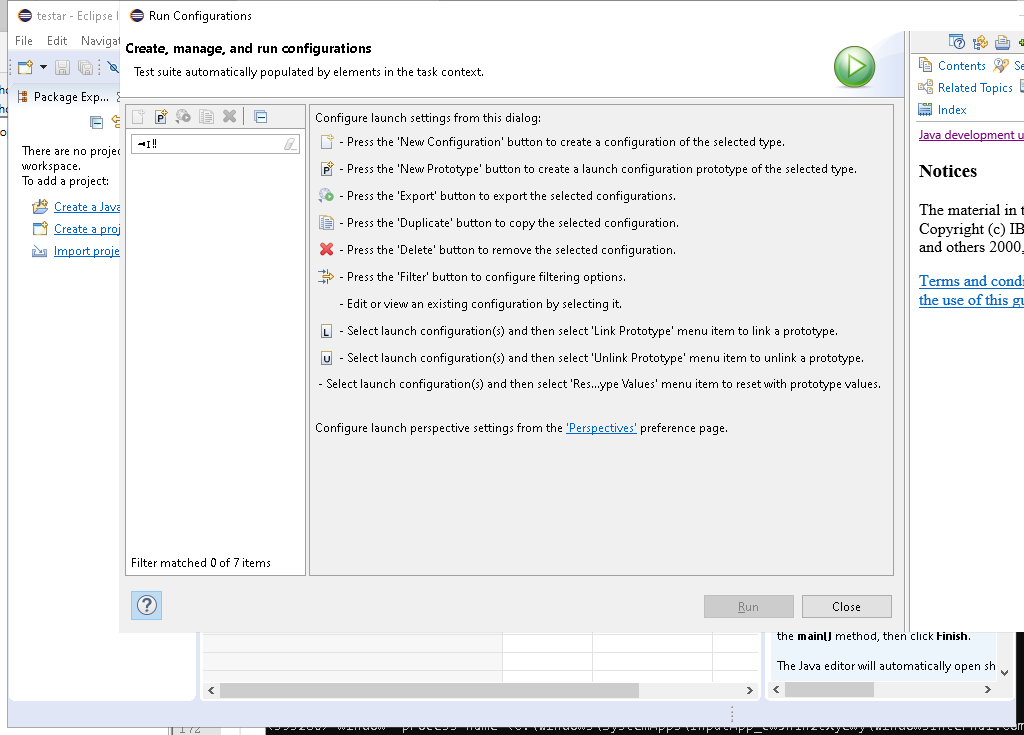 testar - Eclipse I
Run Configurations
File Edit Navigat
Create, manage, and run configurations
Test suite automatically populated by elements in the task context.
Package Exp...
There are no projec
workspace.
To add a project:
Create a Java
Create a proj
Import proje
Filter matched 0 of 7 items
Configure launch settings from this dialog:
- Press the 'New Configuration' button to create a configuration of the selected type.
- Press the 'New Prototype' button to create a launch configuration prototype of the selected type.
- Press the 'Export' button to export the selected configurations.
- Press the 'Duplicate' button to copy the selected configuration.
- Press the 'Delete' button to remove the selected configuration.
- Press the 'Filter' button to configure filtering options.
- Edit or view an existing configuration by selecting it.
L - Select launch configuration(s) and then select 'Link Prototype' menu item to link a prototype.
U - Select launch configuration(s) and then select 'Unlink Prototype' menu item to unlink a prototype.
- Select launch configuration(s) and then select 'Res...ype Values' menu item to reset with prototype values.
Configure launch perspective settings from the 'Perspectives' preference page.
Run
Close
Contents Se
Related Topics
Index
Java development u
Notices
The material in t
Copyright (c) IB
and others 2000,
Terms and condi
the use of this gu
the main() method, then click Finish.
The Java editor will automatically open sh
172